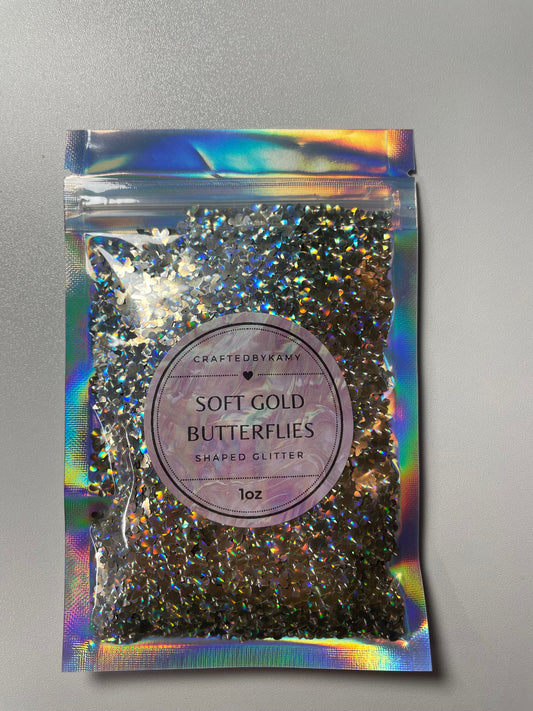 CRAFTEDBYKAMY
SOFT GOLD
BUTTERFLIES
SHAPED GLITTER
1oz